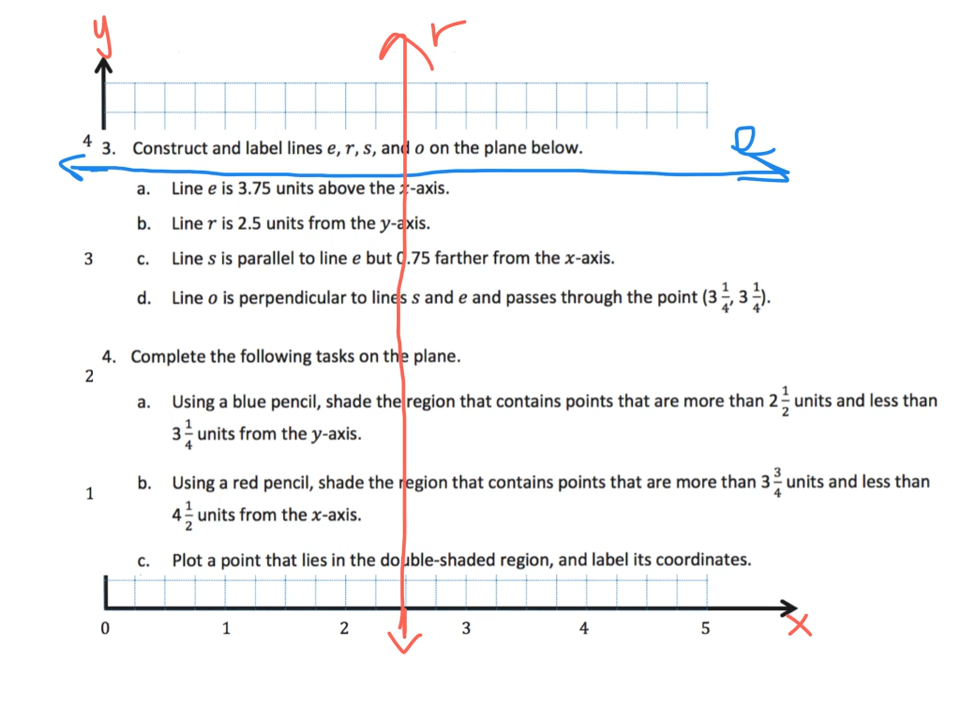 y
r
4 3. Construct and label lines e, r, s, and o on the plane below.
e
a. Line e is 3.75 units above the x-axis.
b. Line r is 2.5 units from the y-axis.
3 c. Line s is parallel to line e but 0.75 farther from the x-axis.
d. Line o is perpendicular to lines s and e and passes through the point (3 1/4, 3 1/4).
4. Complete the following tasks on the plane.
2
a. Using a blue pencil, shade the region that contains points that are more than 2 1/2 units and less than
3 1/4 units from the y-axis.
1 b. Using a red pencil, shade the region that contains points that are more than 3 3/4 units and less than
4 1/2 units from the x-axis.
c. Plot a point that lies in the double-shaded region, and label its coordinates.
0 1 2 3 4 5 x